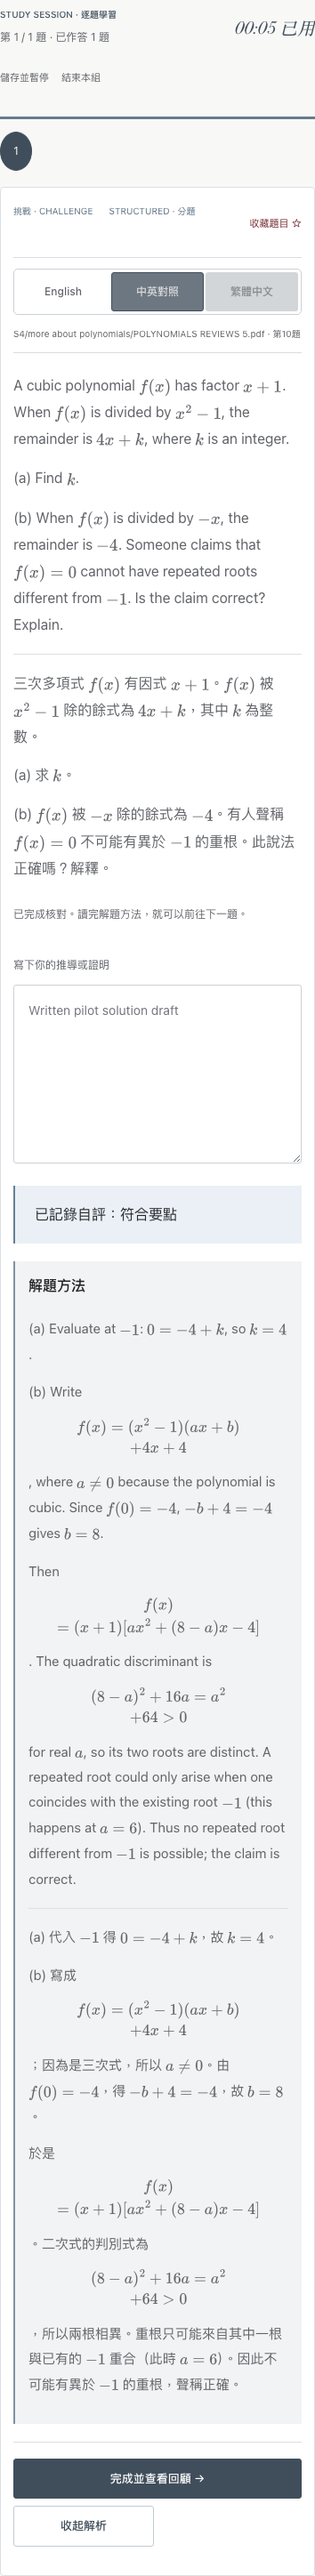 STUDY SESSION · 逐題學習
第 1 / 1 題 · 已作答 1 題
00:05 已用
儲存並暫停 結束本組
1
挑戰 · CHALLENGE STRUCTURED · 分題
收藏題目 ☆
English 中英對照 繁體中文
S4/more about polynomials/POLYNOMIALS REVIEWS 5.pdf · 第10題
A cubic polynomial f(x) has factor x + 1.
When f(x) is divided by x² − 1, the
remainder is 4x + k, where k is an integer.
(a) Find k.
(b) When f(x) is divided by −x, the
remainder is −4. Someone claims that
f(x) = 0 cannot have repeated roots
different from −1. Is the claim correct?
Explain.
三次多項式 f(x) 有因式 x + 1。f(x) 被
x² − 1 除的餘式為 4x + k，其中 k 為整
數。
(a) 求 k。
(b) f(x) 被 −x 除的餘式為 −4。有人聲稱
f(x) = 0 不可能有異於 −1 的重根。此說法
正確嗎？解釋。
已完成核對。讀完解題方法，就可以前往下一題。
寫下你的推導或證明
Written pilot solution draft
已記錄自評：符合要點
解題方法
(a) Evaluate at −1: 0 = −4 + k, so k = 4
.
(b) Write
f(x) = (x² − 1)(ax + b)
+4x + 4
, where a ≠ 0 because the polynomial is
cubic. Since f(0) = −4, −b + 4 = −4
gives b = 8.
Then
f(x)
= (x + 1)[ax² + (8 − a)x − 4]
. The quadratic discriminant is
(8 − a)² + 16a = a²
+64 > 0
for real a, so its two roots are distinct. A
repeated root could only arise when one
coincides with the existing root −1 (this
happens at a = 6). Thus no repeated root
different from −1 is possible; the claim is
correct.
(a) 代入 −1 得 0 = −4 + k，故 k = 4。
(b) 寫成
f(x) = (x² − 1)(ax + b)
+4x + 4
；因為是三次式，所以 a ≠ 0。由
f(0) = −4，得 −b + 4 = −4，故 b = 8
。
於是
f(x)
= (x + 1)[ax² + (8 − a)x − 4]
。二次式的判別式為
(8 − a)² + 16a = a²
+64 > 0
，所以兩根相異。重根只可能來自其中一根
與已有的 −1 重合（此時 a = 6）。因此不
可能有異於 −1 的重根，聲稱正確。
完成並查看回顧 →
收起解析